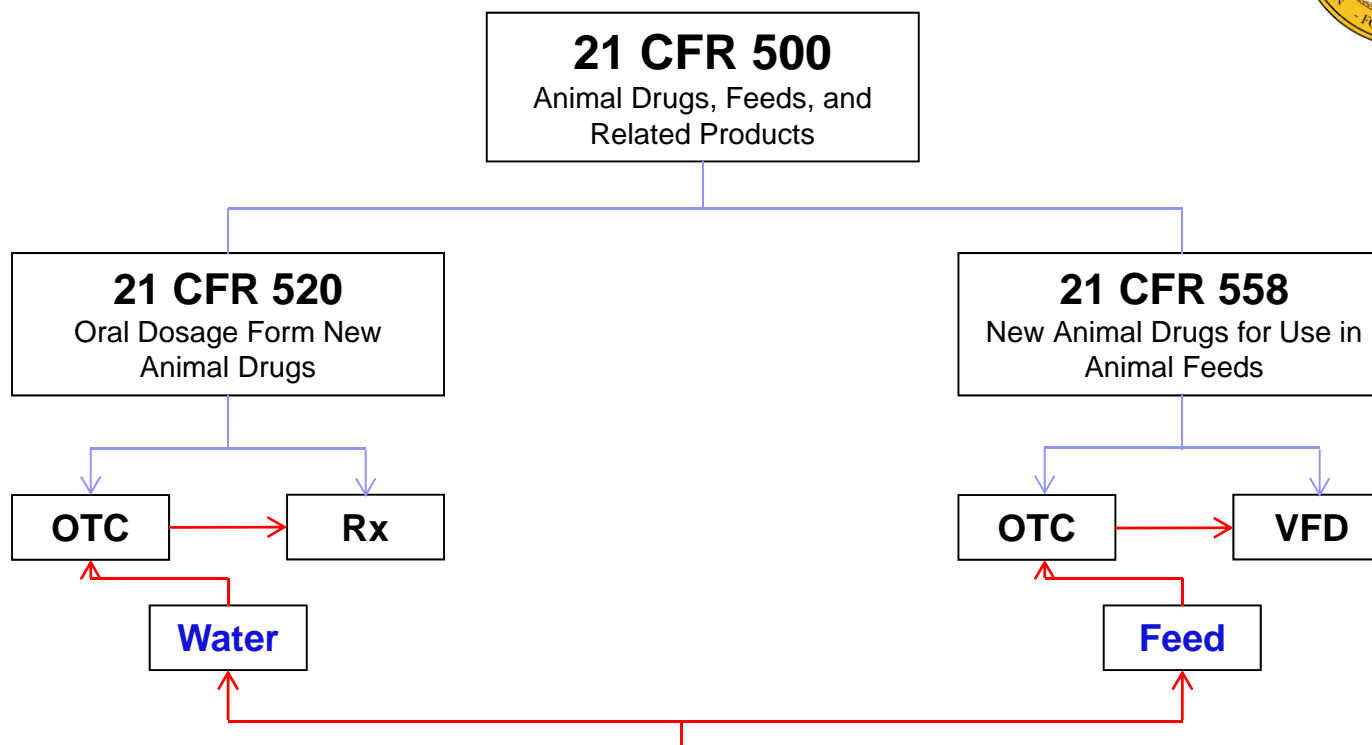 21 CFR 500
Animal Drugs, Feeds, and
Related Products
21 CFR 520
Oral Dosage Form New
Animal Drugs
21 CFR 558
New Animal Drugs for Use in
Animal Feeds
OTC
Rx
OTC
VFD
Water
Feed